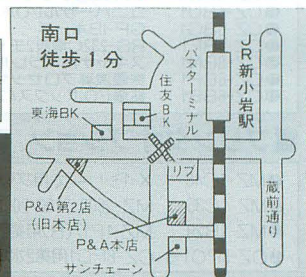 南口
徒歩1分
JR新小岩駅
バスターミナル
住友BK
東海BK
リブ
蔵前通り
P&A第2店
(旧本店)
P&A本店
サンチェーン